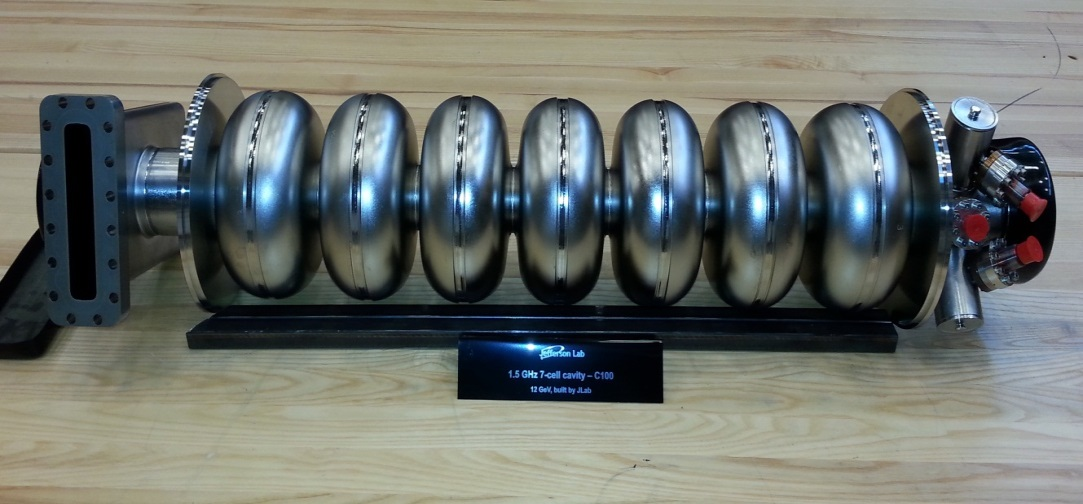 Jefferson Lab
1.5 GHz 7-cell cavity – C100
12 GeV, built by JLab